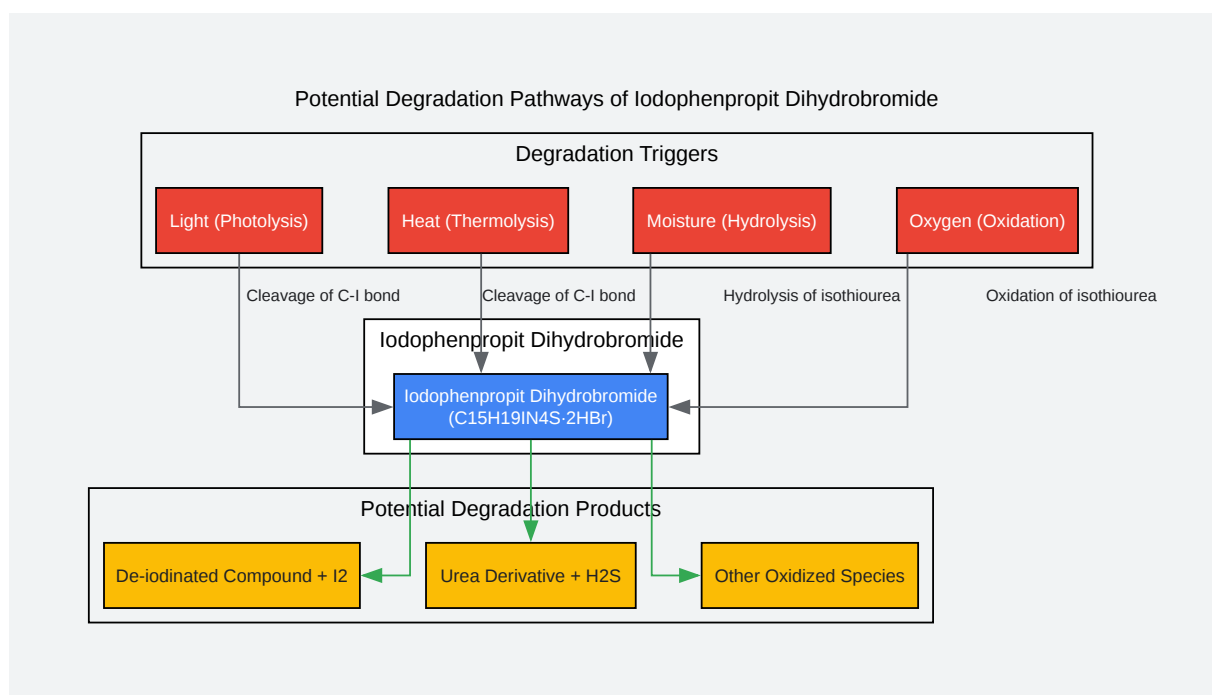 Potential Degradation Pathways of Iodophenpropit Dihydrobromide
Degradation Triggers
Light (Photolysis)
Heat (Thermolysis)
Moisture (Hydrolysis)
Oxygen (Oxidation)
Cleavage of C-I bond
Cleavage of C-I bond
Hydrolysis of isothiourea
Oxidation of isothiourea
Iodophenpropit Dihydrobromide
Iodophenpropit Dihydrobromide
(C15H19IN4S·2HBr)
Potential Degradation Products
De-iodinated Compound + I2
Urea Derivative + H2S
Other Oxidized Species